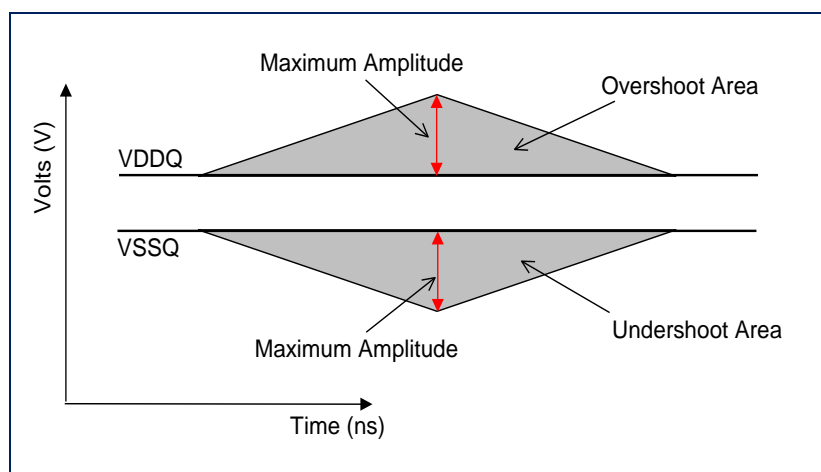 Maximum Amplitude
Overshoot Area
VDDQ
Volts (V)
VSSQ
Undershoot Area
Maximum Amplitude
Time (ns)